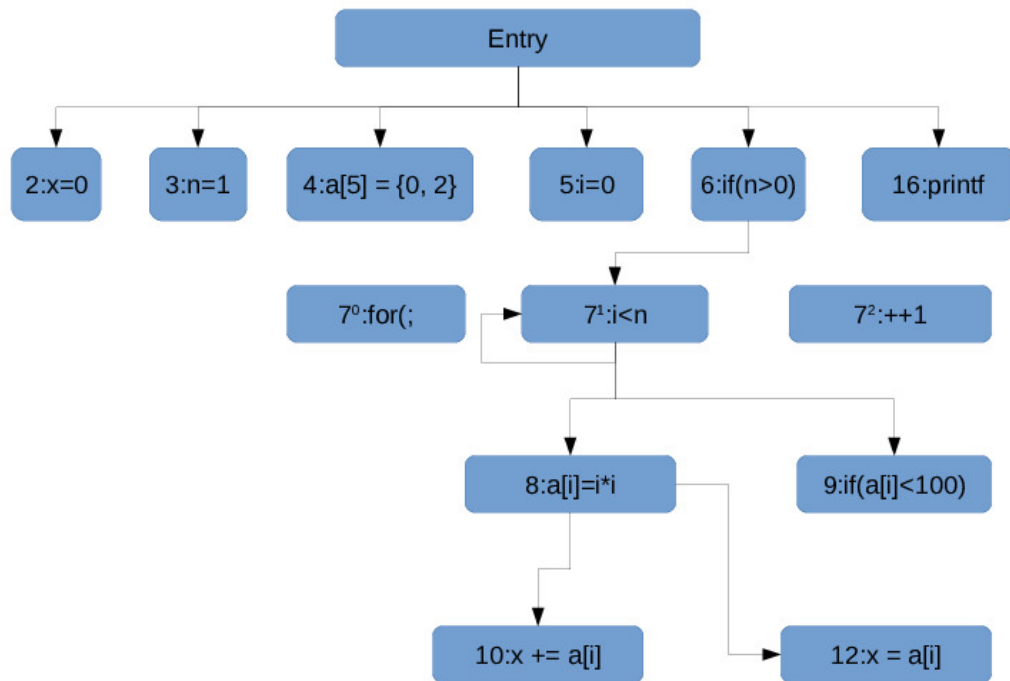 Entry
2:x=0
3:n=1
4:a[5] = {0, 2}
5:i=0
6:if(n>0)
16:printf
7⁰:for(;
7¹:i<n
7²:++1
8:a[i]=i*i
9:if(a[i]<100)
10:x += a[i]
12:x = a[i]